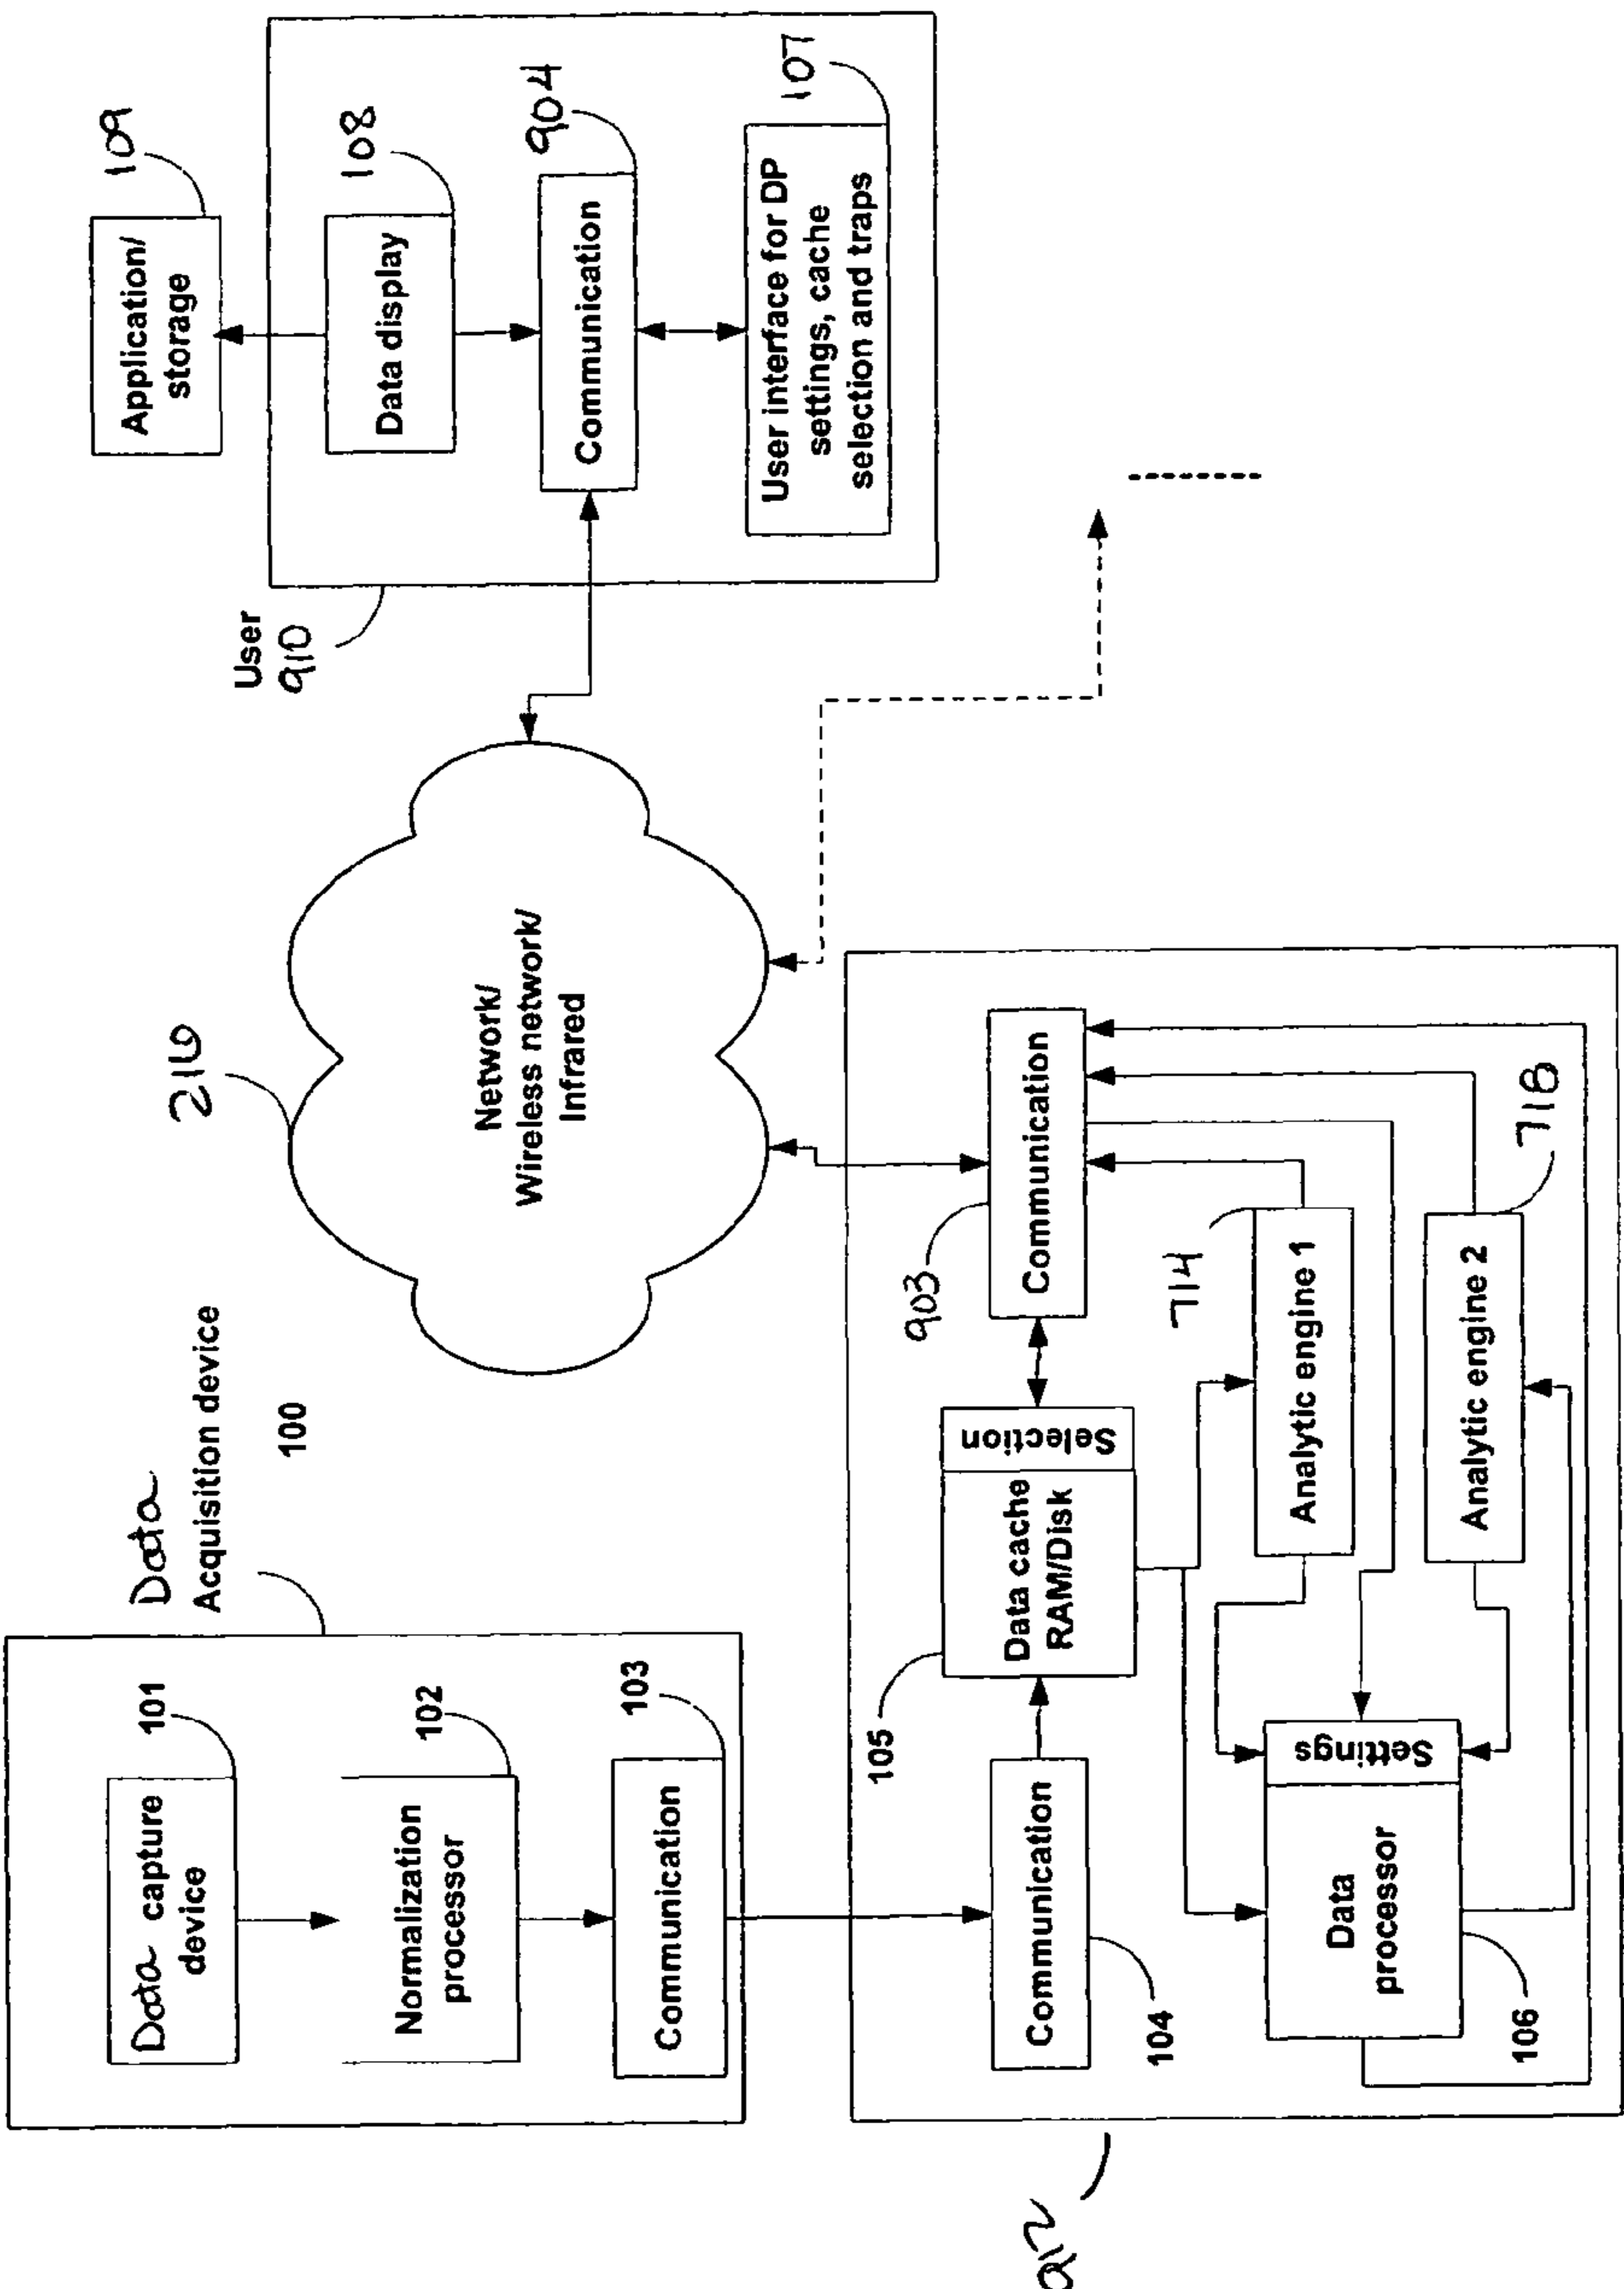 Data
Acquisition device
100
Data capture
device
101
Normalization
processor
102
Communication
103
216
Network/
Wireless network/
Infrared
User
910
Application/
storage
109
Data display
108
Communication
904
User interface for DP
settings, cache
selection and traps
107
912
Communication
104
105
Data cache
RAM/Disk
Selection
903
Communication
Data
processor
Settings
106
714
Analytic engine 1
Analytic engine 2
718